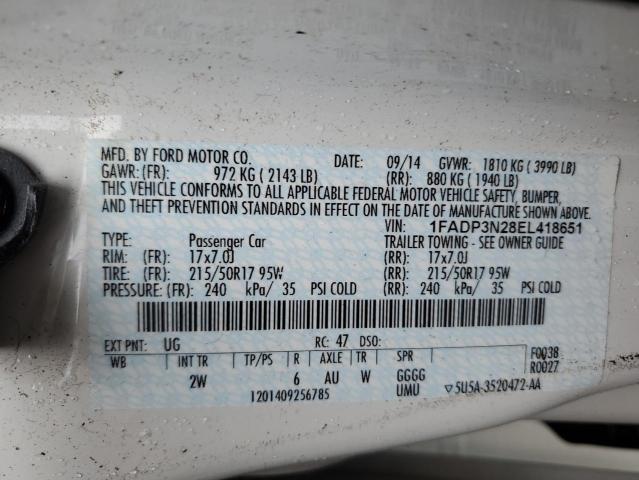 MFD. BY FORD MOTOR CO. DATE: 09/14 GVWR: 1810 KG ( 3990 LB)
GAWR: (FR): 972 KG ( 2143 LB) (RR): 880 KG ( 1940 LB)
THIS VEHICLE CONFORMS TO ALL APPLICABLE FEDERAL MOTOR VEHICLE SAFETY, BUMPER,
AND THEFT PREVENTION STANDARDS IN EFFECT ON THE DATE OF MANUFACTURE SHOWN ABOVE.
VIN: 1FADP3N28EL418651
TYPE: Passenger Car TRAILER TOWING - SEE OWNER GUIDE
RIM: (FR): 17x7.0J (RR): 17x7.0J
TIRE: (FR): 215/50R17 95W (RR): 215/50R17 95W
PRESSURE: (FR): 240 kPa/ 35 PSI COLD (RR): 240 kPa/ 35 PSI COLD
EXT PNT: UG RC: 47 DSO:
WB INT TR TP/PS R AXLE TR SPR F0038
R0027
2W 6 AU W GGGG
UMU
1201409256785 ▽5U5A-3520472-AA